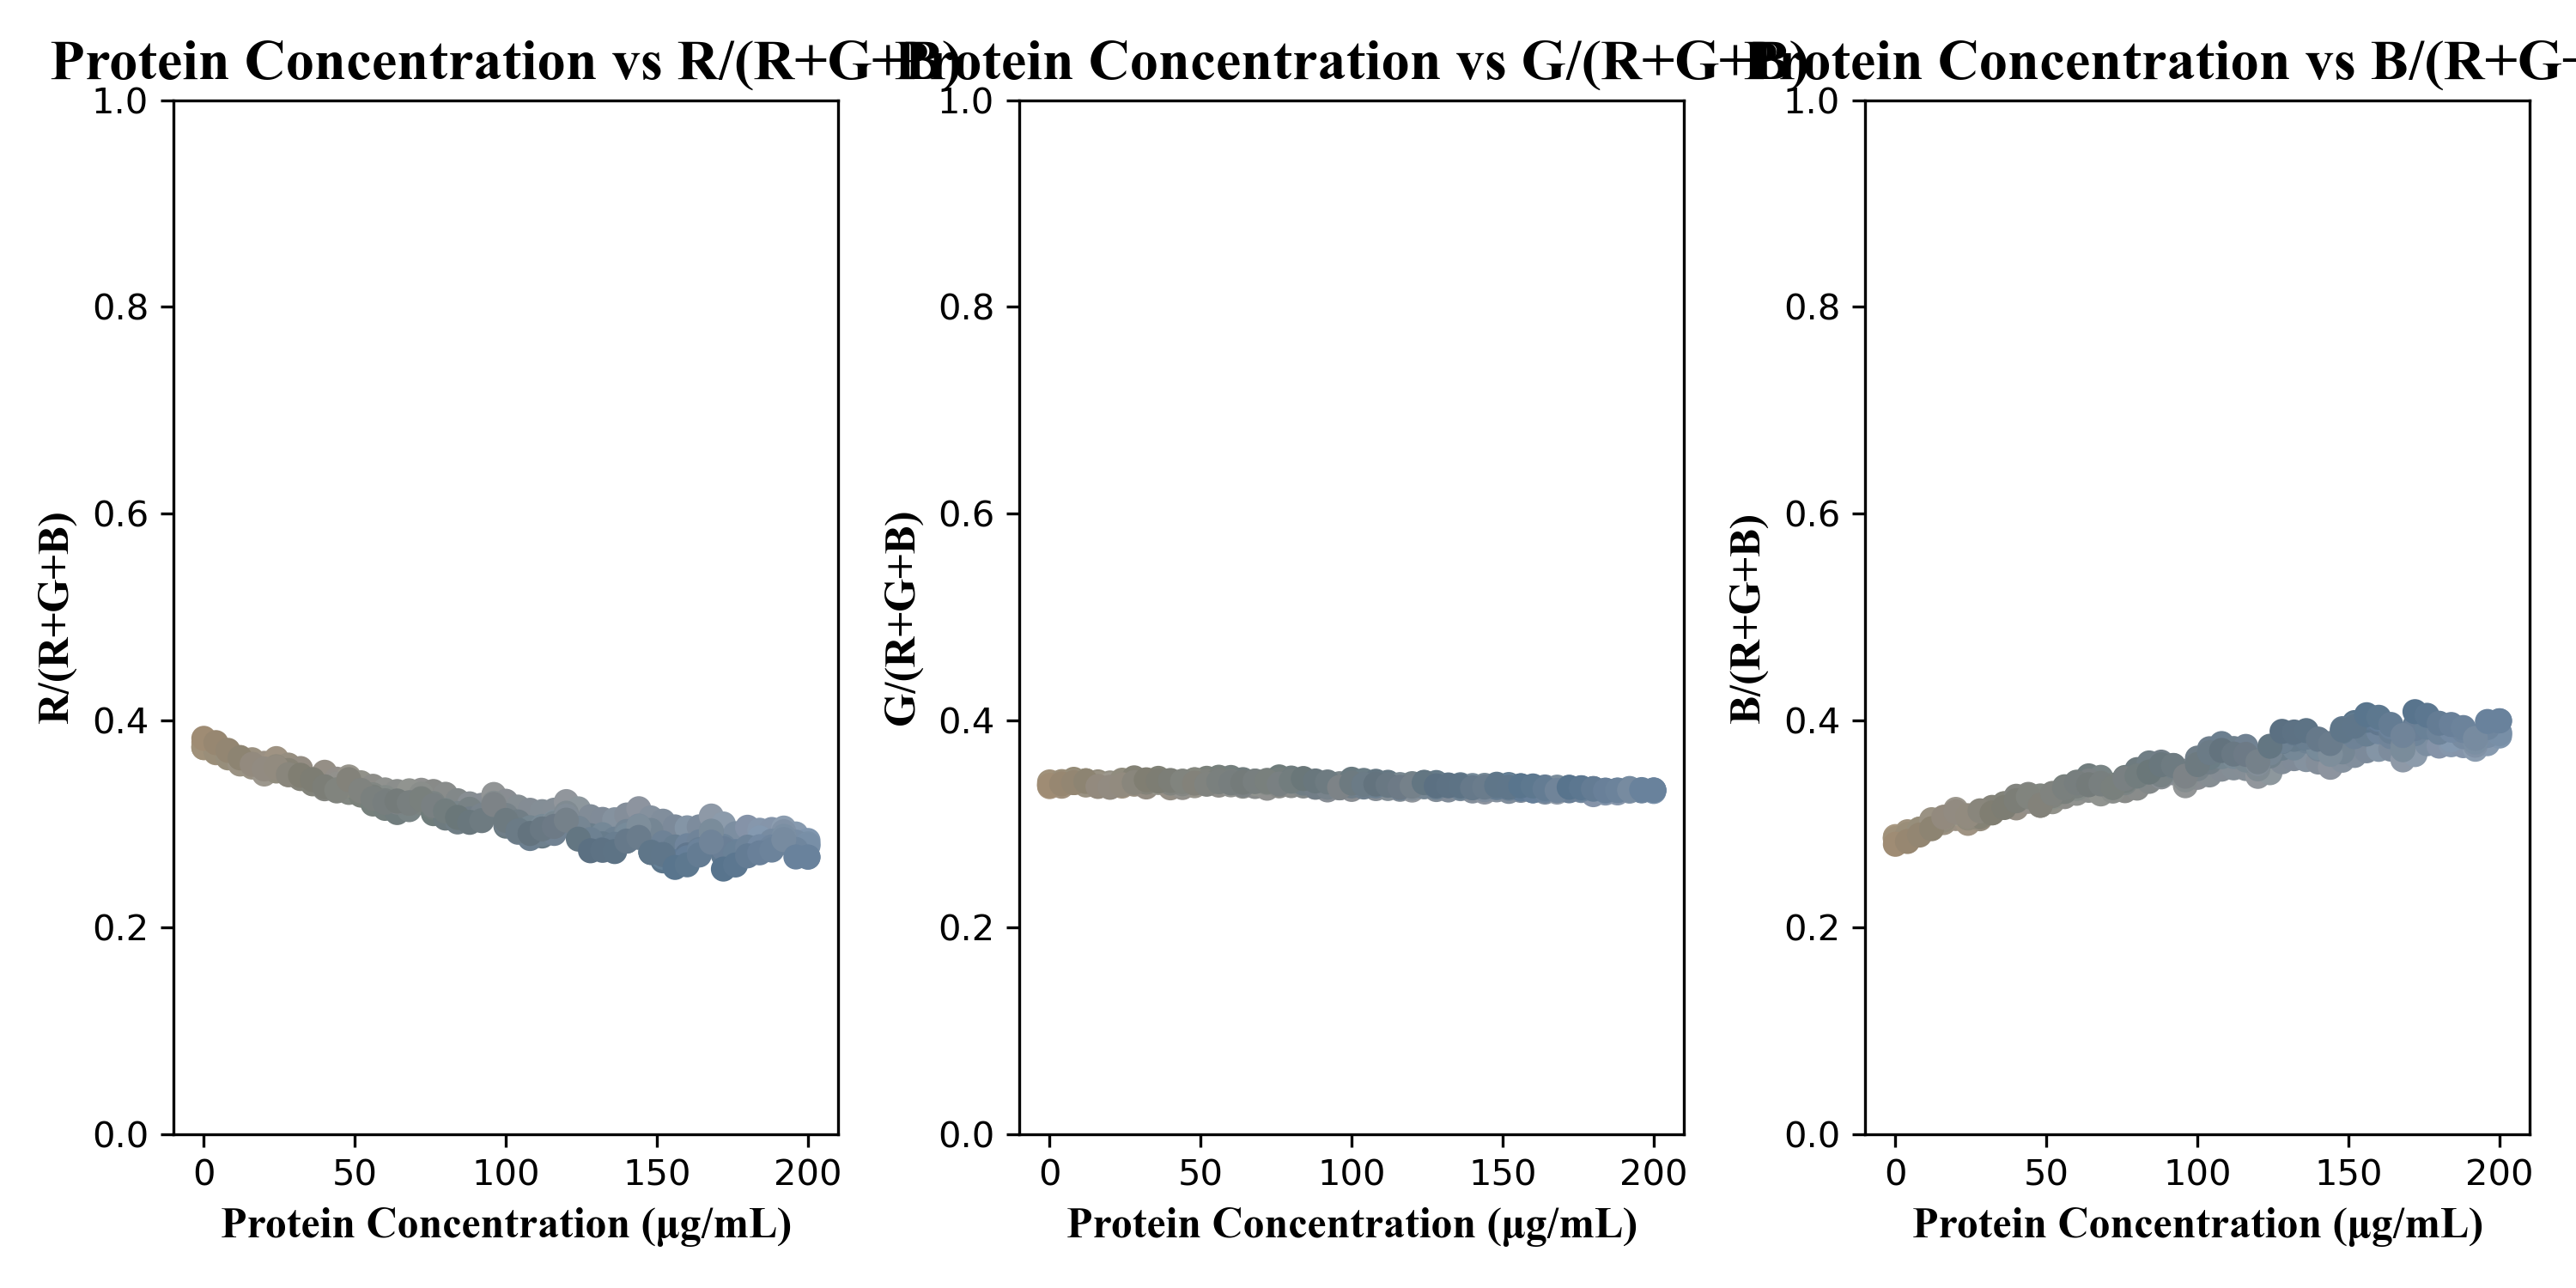 Protein Concentration vs R/(R+G+B)
Protein Concentration vs G/(R+G+B)
Protein Concentration vs B/(R+G+
1.0
0.8
0.6
0.4
0.2
0.0
R/(R+G+B)
0 50 100 150 200
Protein Concentration (μg/mL)
1.0
0.8
0.6
0.4
0.2
0.0
G/(R+G+B)
0 50 100 150 200
Protein Concentration (μg/mL)
1.0
0.8
0.6
0.4
0.2
0.0
B/(R+G+B)
0 50 100 150 200
Protein Concentration (μg/mL)